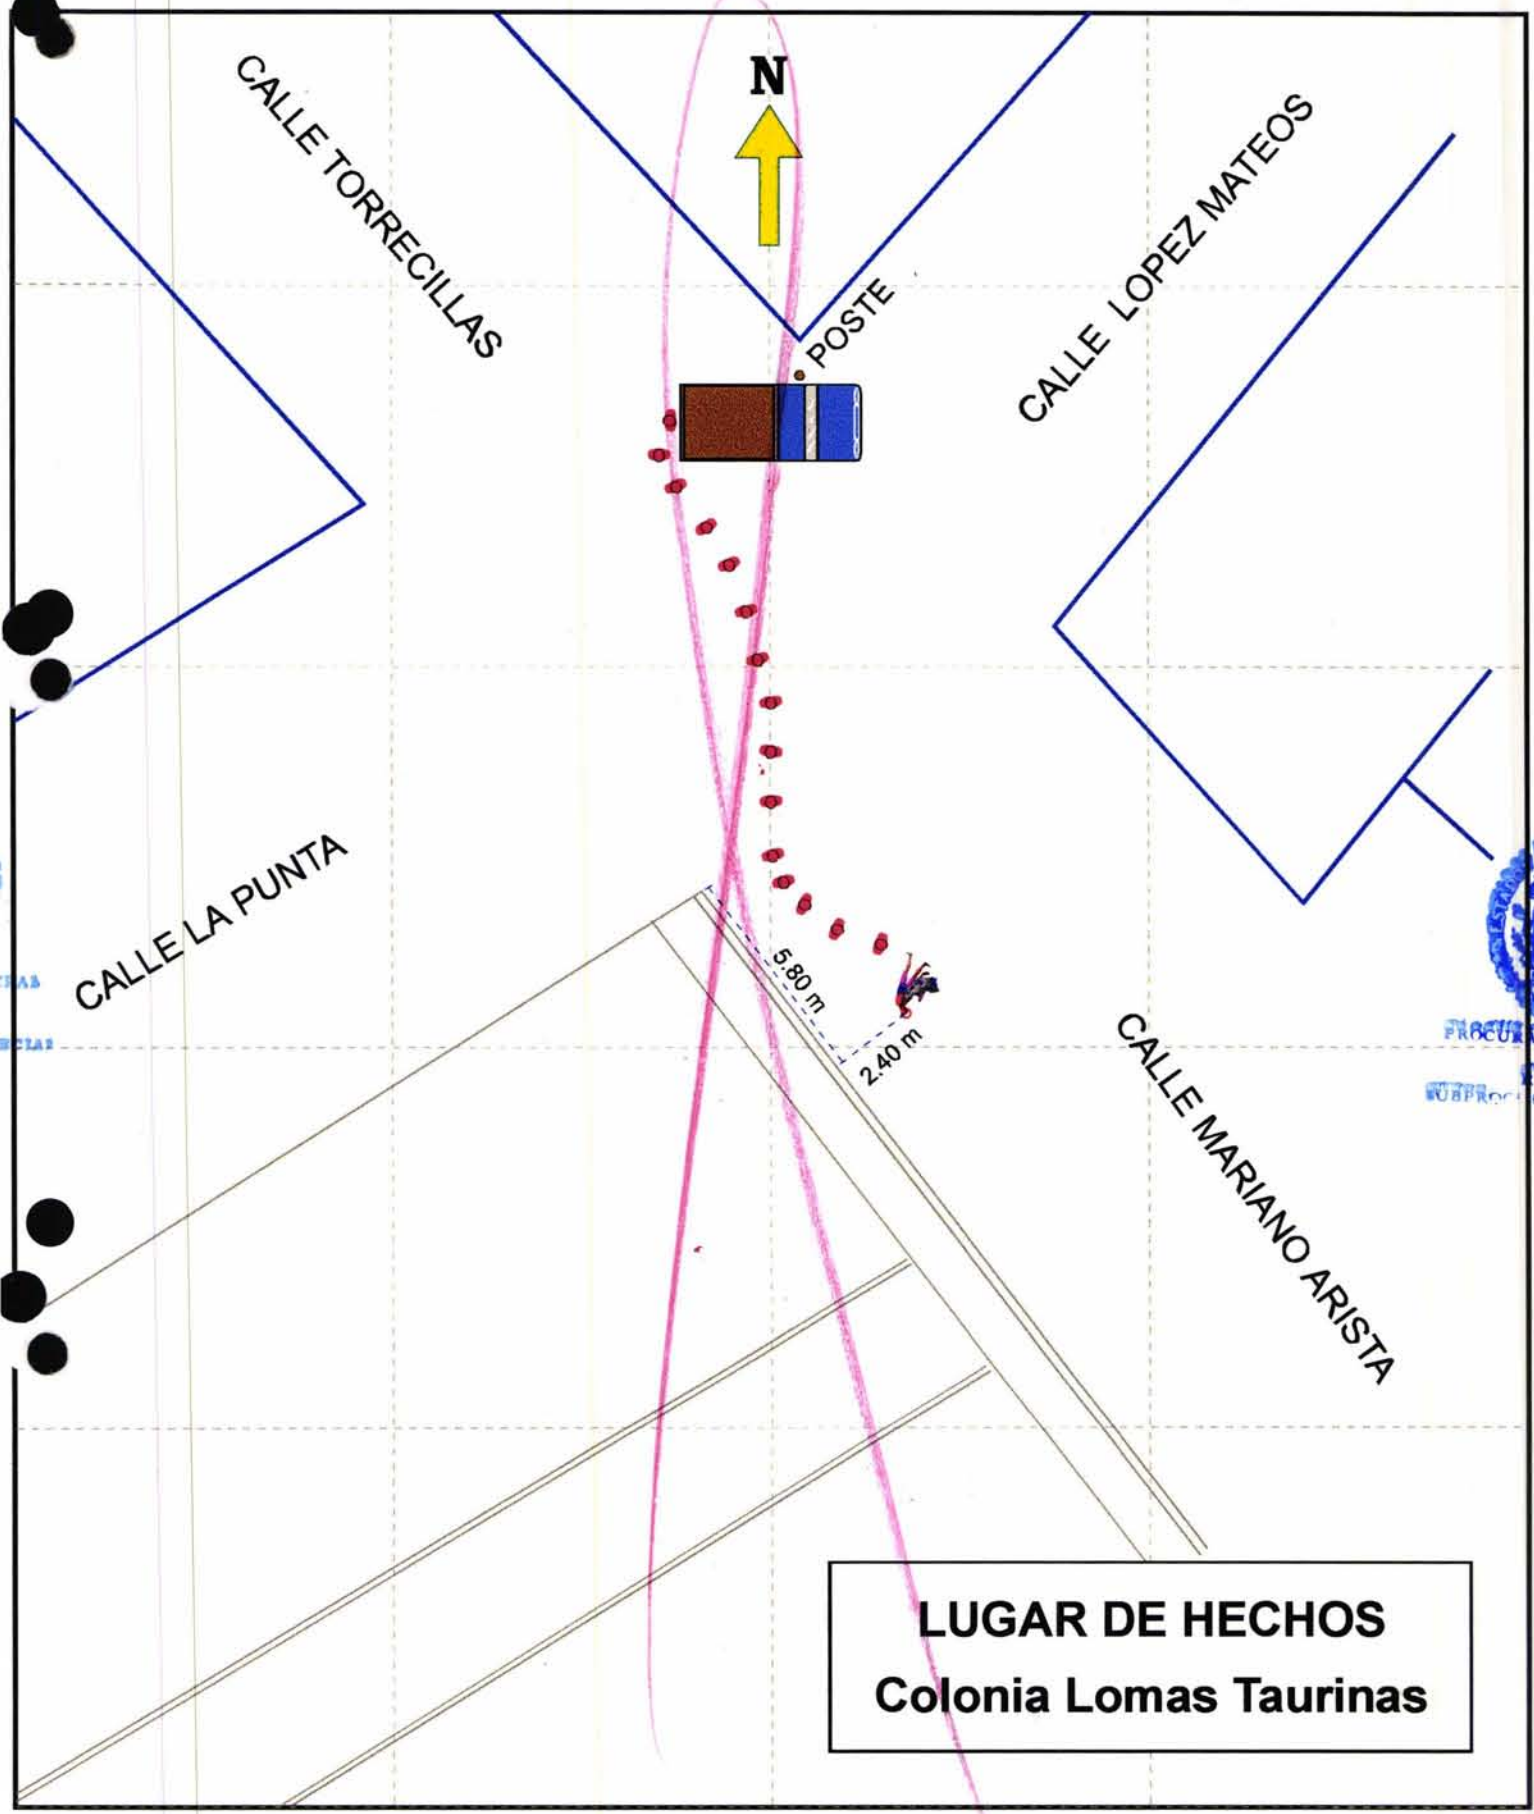 N
CALLE TORRECILLAS
CALLE LOPEZ MATEOS
POSTE
CALLE LA PUNTA
5.80 m
2.40 m
CALLE MARIANO ARISTA
LUGAR DE HECHOS
Colonia Lomas Taurinas